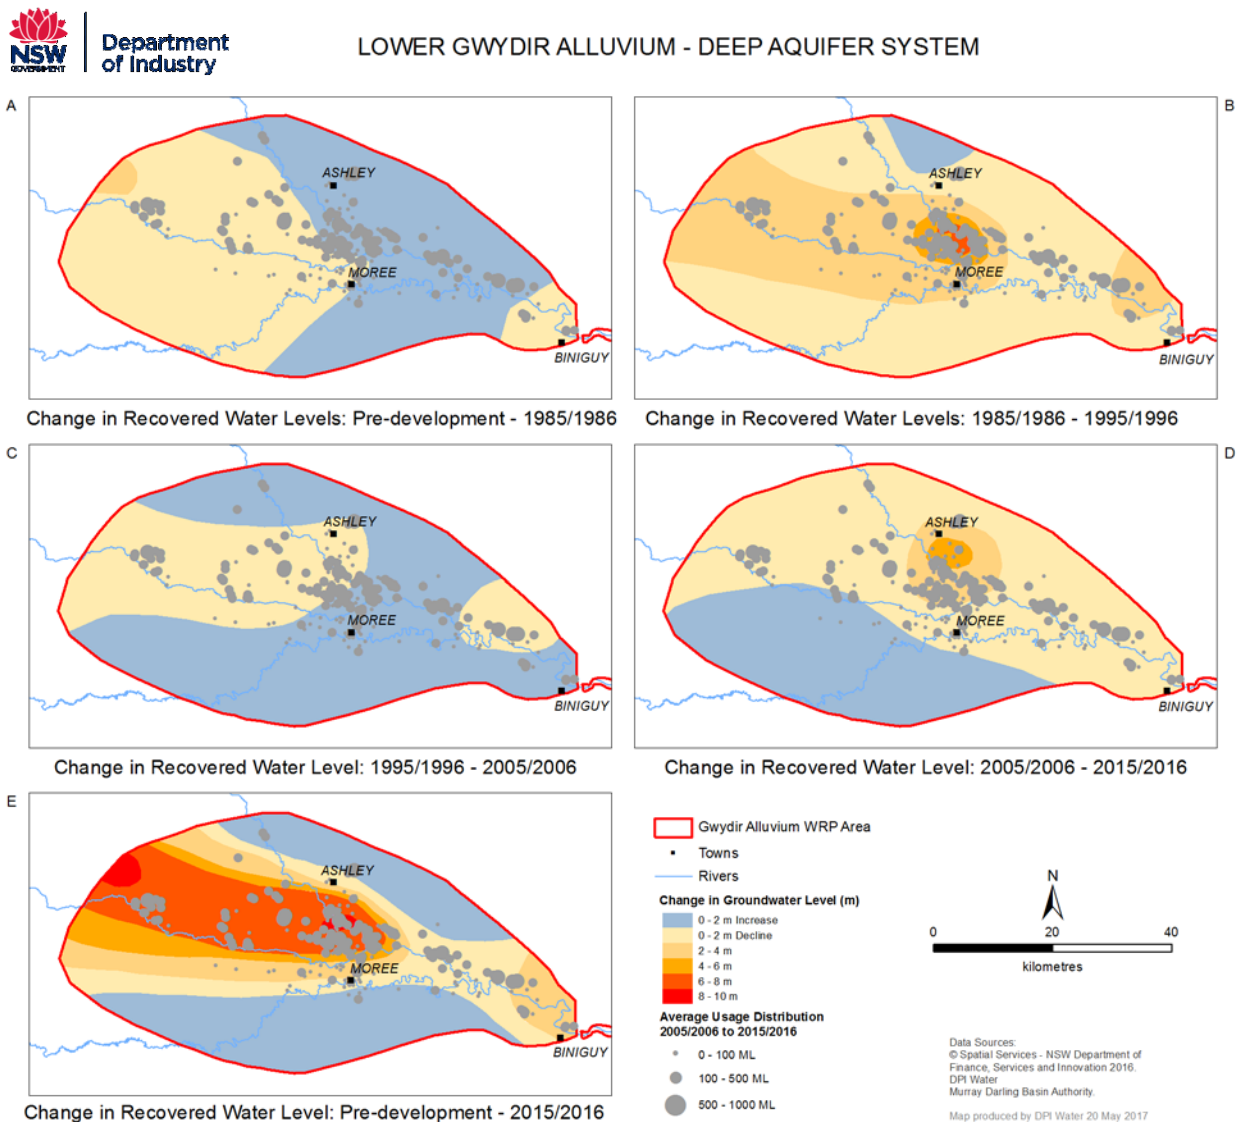 NSW
GOVERNMENT
Department
of Industry
LOWER GWYDIR ALLUVIUM - DEEP AQUIFER SYSTEM
A
ASHLEY
MOREE
BINIGUY
Change in Recovered Water Levels: Pre-development - 1985/1986
B
ASHLEY
MOREE
BINIGUY
Change in Recovered Water Levels: 1985/1986 - 1995/1996
C
ASHLEY
MOREE
BINIGUY
Change in Recovered Water Level: 1995/1996 - 2005/2006
D
ASHLEY
MOREE
BINIGUY
Change in Recovered Water Level: 2005/2006 - 2015/2016
E
ASHLEY
MOREE
BINIGUY
Change in Recovered Water Level: Pre-development - 2015/2016
Gwydir Alluvium WRP Area
Towns
Rivers
Change in Groundwater Level (m)
0 - 2 m Increase
0 - 2 m Decline
2 - 4 m
4 - 6 m
6 - 8 m
8 - 10 m
Average Usage Distribution
2005/2006 to 2015/2016
0 - 100 ML
100 - 500 ML
500 - 1000 ML
N
0 20 40
kilometres
Data Sources:
© Spatial Services - NSW Department of
Finance, Services and Innovation 2016.
DPI Water
Murray Darling Basin Authority.
Map produced by DPI Water 20 May 2017